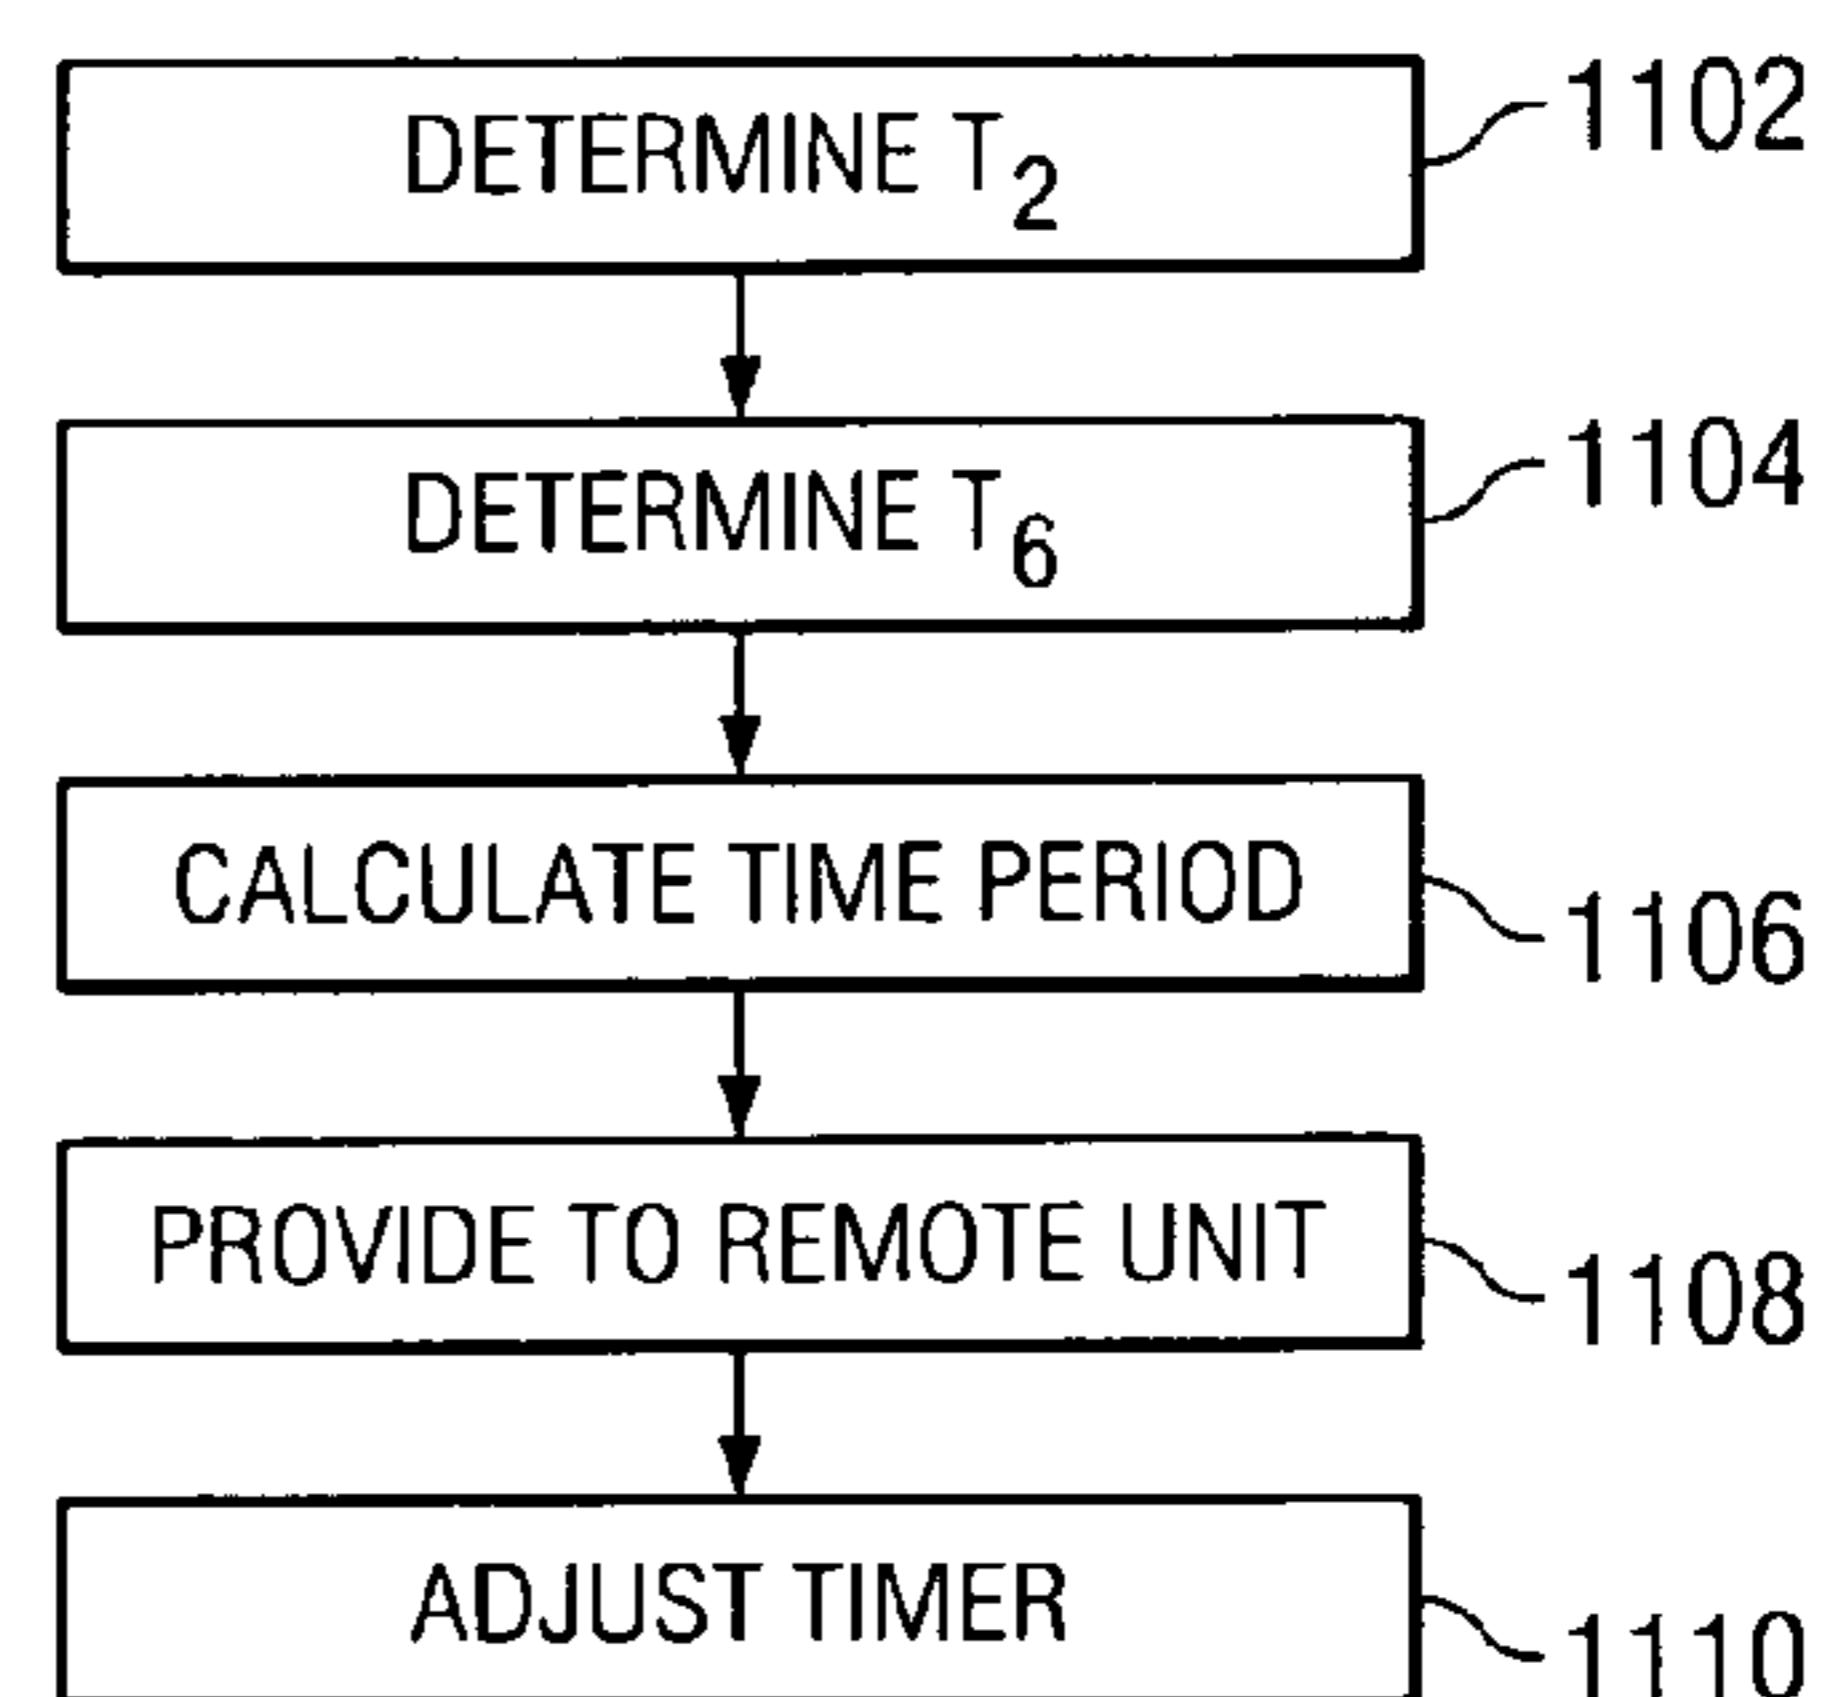 DETERMINE T2 1102
DETERMINE T6 1104
CALCULATE TIME PERIOD 1106
PROVIDE TO REMOTE UNIT 1108
ADJUST TIMER 1110